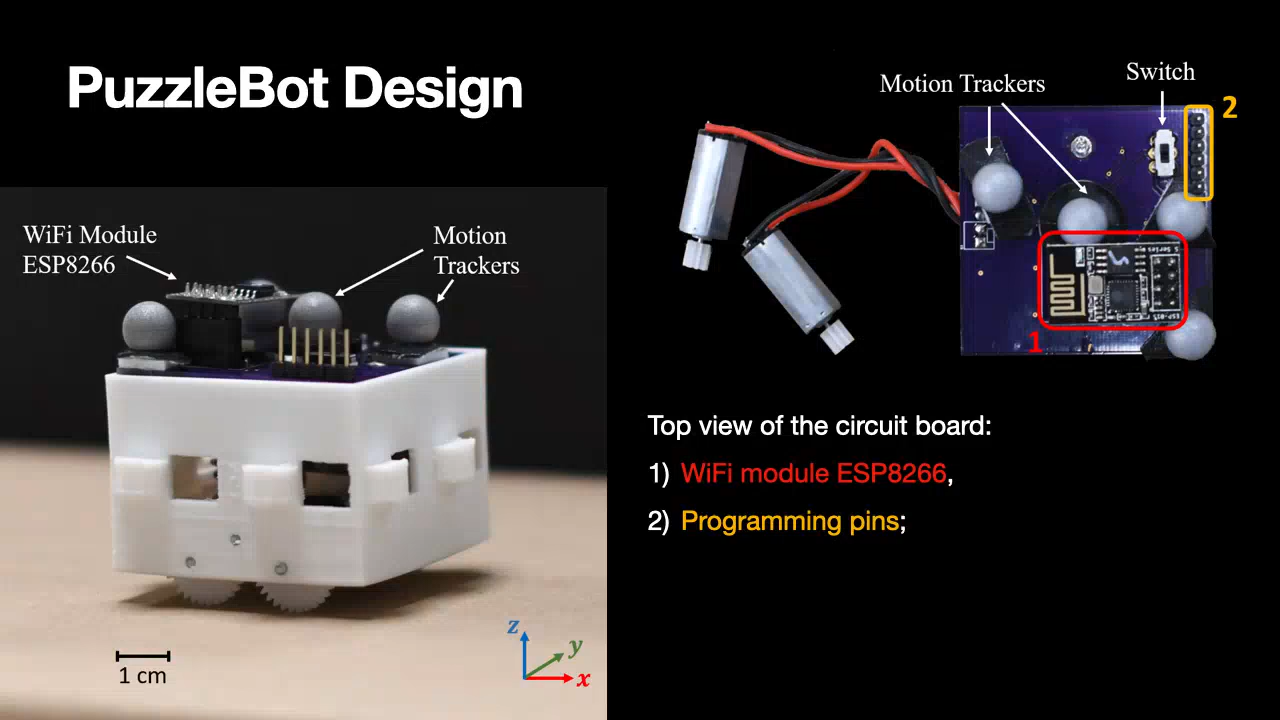 PuzzleBot Design
WiFi Module
ESP8266
Motion
Trackers
1 cm
z
y
x
Motion Trackers
Switch
2
S Series
1
Top view of the circuit board:
1) WiFi module ESP8266,
2) Programming pins;